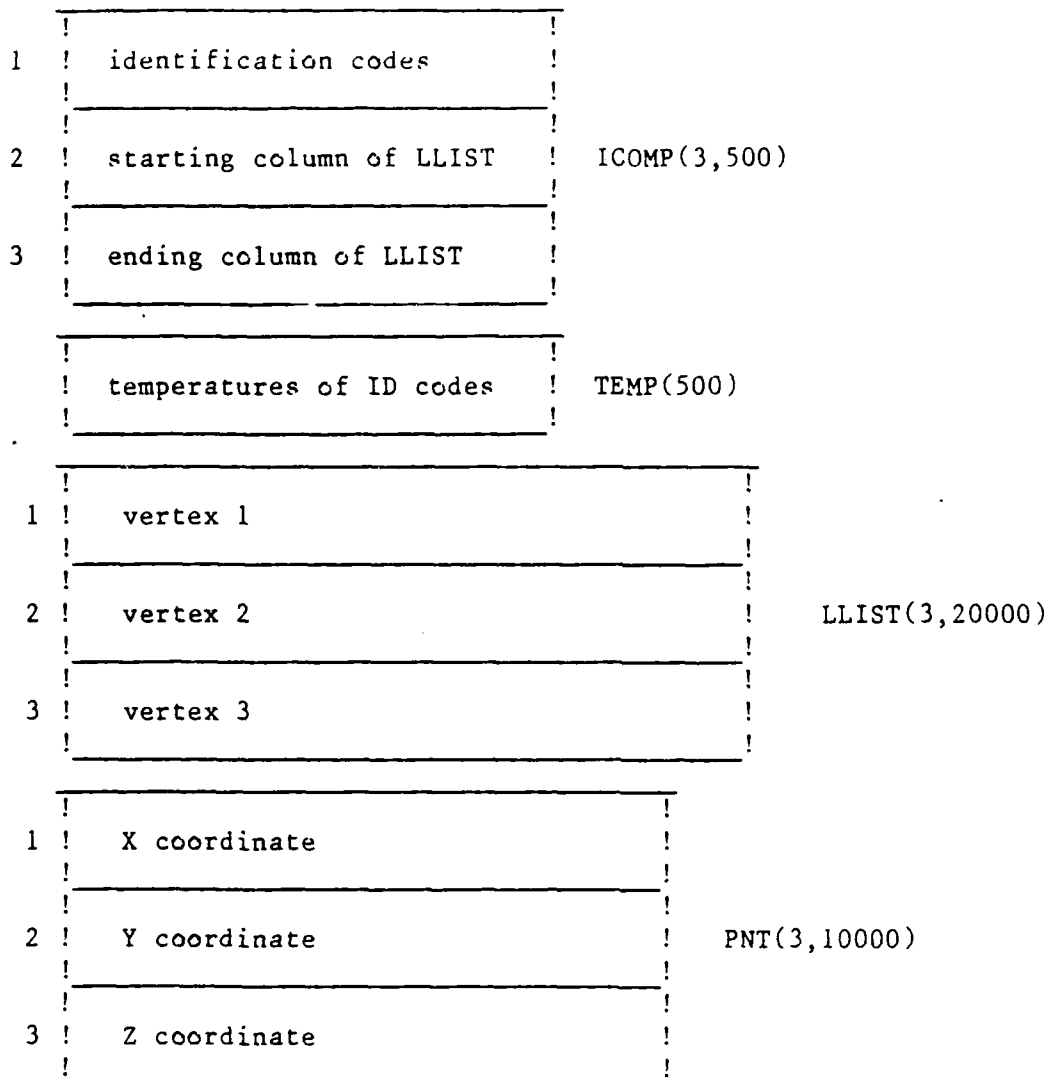 1 ! identification codes !
2 ! starting column of LLIST ! ICOMP(3,500)
3 ! ending column of LLIST !
! temperatures of ID codes ! TEMP(500)
1 ! vertex 1 !
2 ! vertex 2 ! LLIST(3,20000)
3 ! vertex 3 !
1 ! X coordinate !
2 ! Y coordinate ! PNT(3,10000)
3 ! Z coordinate !